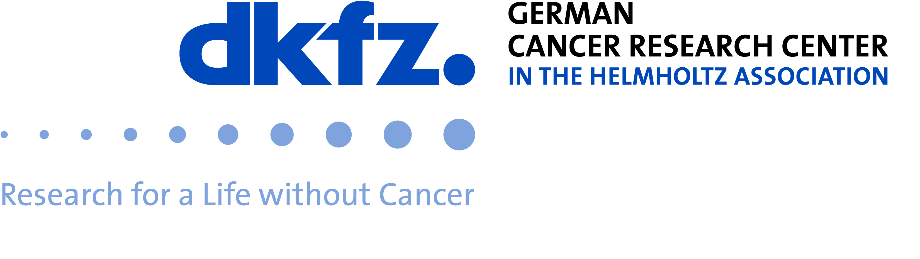 dkfz.
GERMAN
CANCER RESEARCH CENTER
IN THE HELMHOLTZ ASSOCIATION
Research for a Life without Cancer